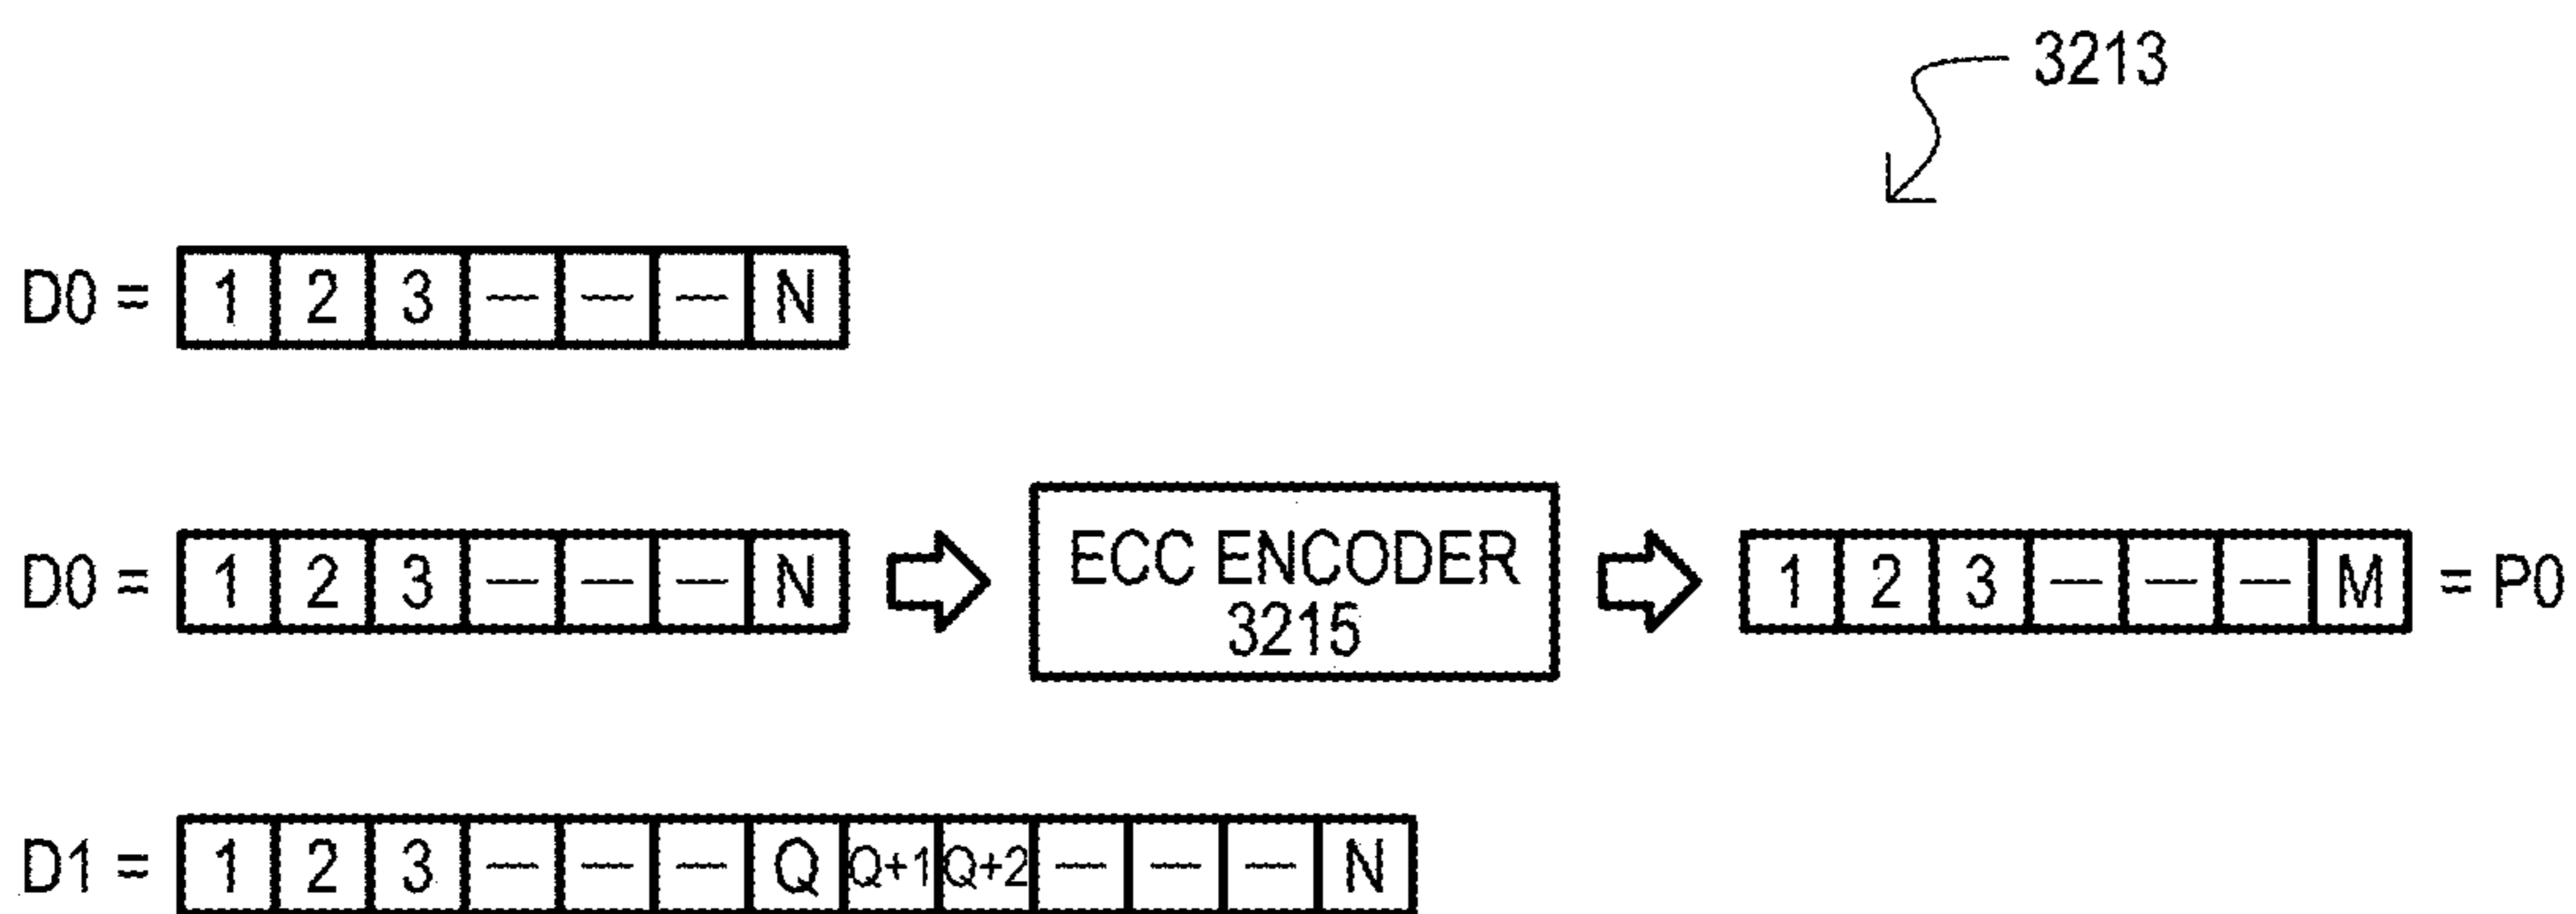 3213
D0 = 1 2 3 — — — N
D0 = 1 2 3 — — — N ECC ENCODER 3215 1 2 3 — — — M = P0
D1 = 1 2 3 — — — Q Q+1 Q+2 — — — N